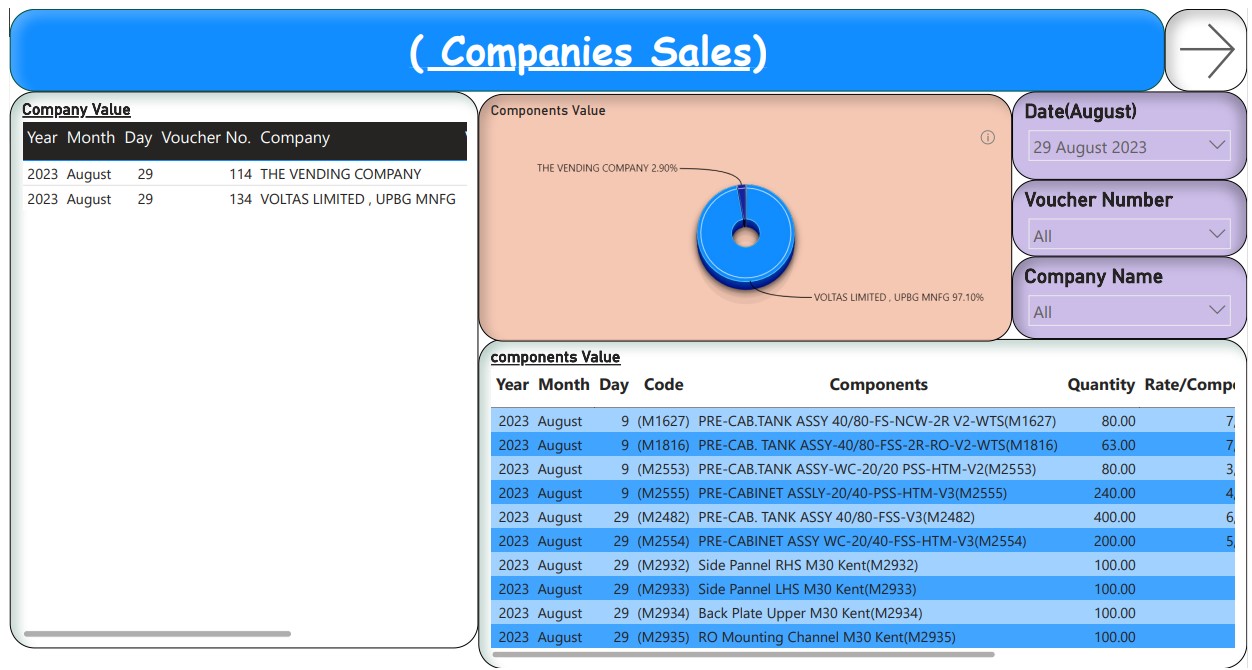 ( Companies Sales)
Company Value
Year Month Day Voucher No. Company
2023 August 29 114 THE VENDING COMPANY
2023 August 29 134 VOLTAS LIMITED , UPBG MNFG
Components Value
THE VENDING COMPANY 2.90%
VOLTAS LIMITED , UPBG MNFG 97.10%
Date(August)
29 August 2023
Voucher Number
All
Company Name
All
components Value
Year Month Day Code Components Quantity Rate/Compo
2023 August 9 (M1627) PRE-CAB.TANK ASSY 40/80-FS-NCW-2R V2-WTS(M1627) 80.00 7,
2023 August 9 (M1816) PRE-CAB. TANK ASSY-40/80-FSS-2R-RO-V2-WTS(M1816) 63.00 7,
2023 August 9 (M2553) PRE-CAB.TANK ASSY-WC-20/20 PSS-HTM-V2(M2553) 80.00 3,
2023 August 9 (M2555) PRE-CABINET ASSLY-20/40-PSS-HTM-V3(M2555) 240.00 4,
2023 August 29 (M2482) PRE-CAB. TANK ASSY 40/80-FSS-V3(M2482) 400.00 6,
2023 August 29 (M2554) PRE-CABINET ASSY WC-20/40-FSS-HTM-V3(M2554) 200.00 5,
2023 August 29 (M2932) Side Pannel RHS M30 Kent(M2932) 100.00
2023 August 29 (M2933) Side Pannel LHS M30 Kent(M2933) 100.00
2023 August 29 (M2934) Back Plate Upper M30 Kent(M2934) 100.00
2023 August 29 (M2935) RO Mounting Channel M30 Kent(M2935) 100.00